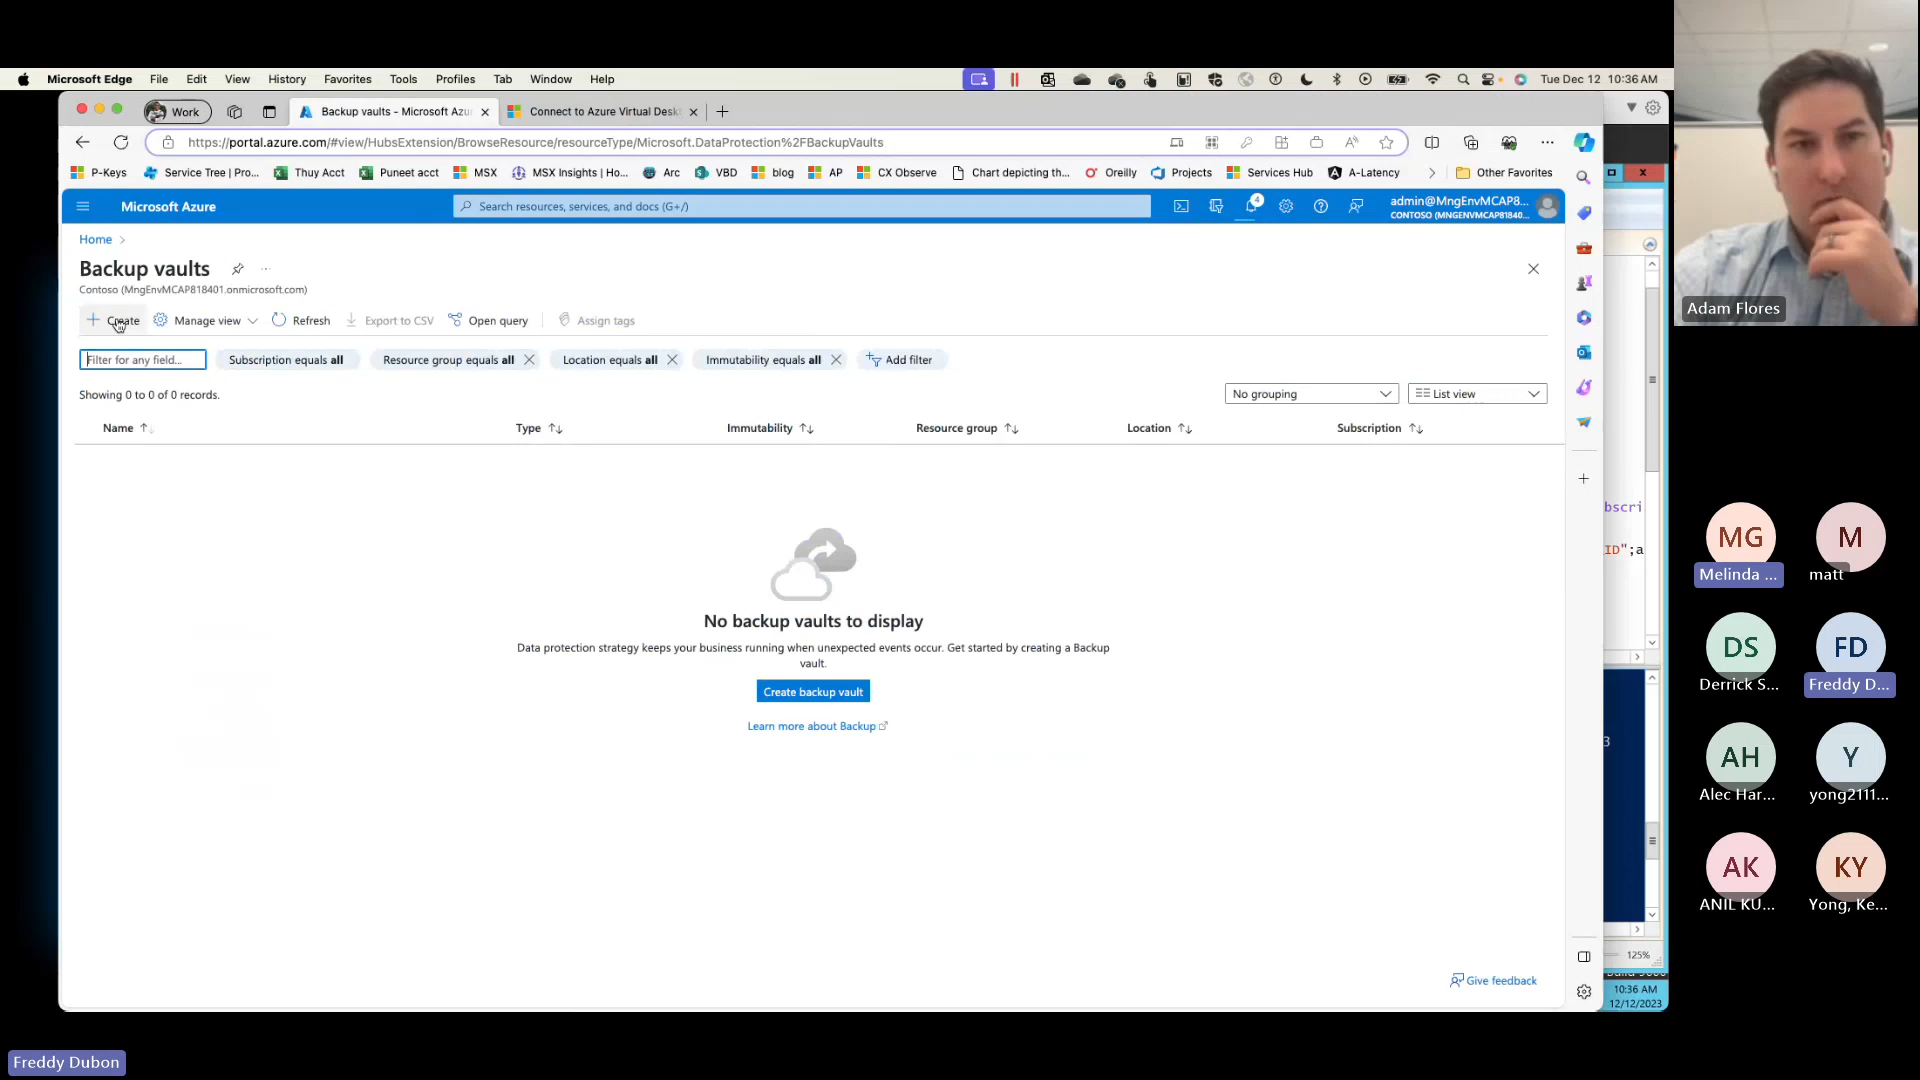 Microsoft Edge File Edit View History Favorites Tools Profiles Tab Window Help Tue Dec 12 10:36 AM
Work Backup vaults - Microsoft Azu Connect to Azure Virtual Deskt
https://portal.azure.com/#view/HubsExtension/BrowseResource/resourceType/Microsoft.DataProtection%2FBackupVaults
P-Keys Service Tree | Pro... Thuy Acct Puneet acct MSX MSX Insights | Ho... Arc VBD blog AP CX Observe Chart depicting th... Oreilly Projects Services Hub A-Latency Other Favorites
Microsoft Azure Search resources, services, and docs (G+/) 4 admin@MngEnvMCAP8...
CONTOSO (MNGENVMCAP81840...
Home >
Backup vaults ...
Contoso (MngEnvMCAP818401.onmicrosoft.com)
Create Manage view Refresh Export to CSV Open query Assign tags
Filter for any field... Subscription equals all Resource group equals all Location equals all Immutability equals all Add filter
Showing 0 to 0 of 0 records. No grouping List view
Name Type Immutability Resource group Location Subscription
No backup vaults to display
Data protection strategy keeps your business running when unexpected events occur. Get started by creating a Backup
vault.
Create backup vault
Learn more about Backup
Give feedback
bscri
ID";a
3
125%
10:36 AM
12/12/2023
Adam Flores
MG M
Melinda ... matt
DS FD
Derrick S... Freddy D...
AH Y
Alec Har... yong2111...
AK KY
ANIL KU... Yong, Ke...
Freddy Dubon